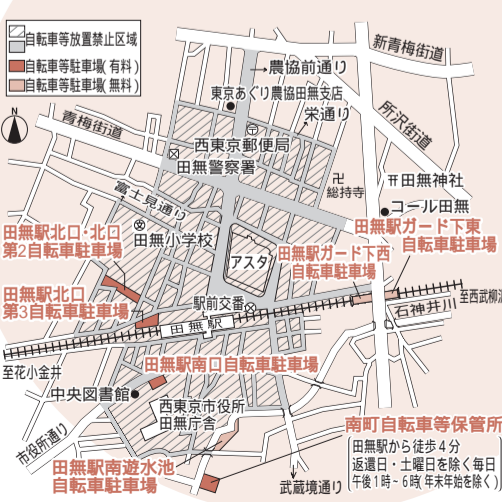 自転車等放置禁止区域
自転車等駐車場(有料)
自転車等駐車場(無料)
N
新青梅街道
農協前通り
東京あぐり農協田無支店
栄通り
所沢街道
青梅街道
西東京郵便局
田無警察署
総持寺
田無神社
富士見通り
コール田無
田無小学校
田無駅ガード下東
自転車駐車場
田無駅北口・北口
第2自転車駐車場
アスタ
田無駅ガード下西
自転車駐車場
田無駅北口
第3自転車駐車場
駅前交番
至西武柳沢
石神井川
田無駅
至花小金井
田無駅南口自転車駐車場
中央図書館
西東京市役所
田無庁舎
市役所通り
南町自転車等保管所
田無駅から徒歩4分
返還日・土曜日を除く毎日
午後1時~6時(年末年始を除く)
田無駅南遊水池
自転車駐車場
武蔵境通り